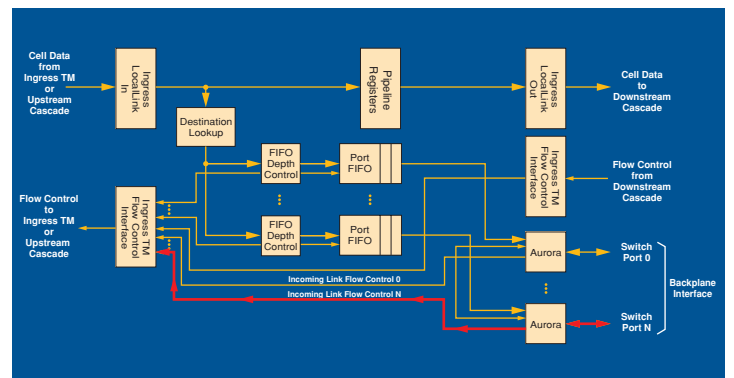 Cell Data
from
Ingress TM
or
Upstream
Cascade
Ingress
LocalLink
In
Pipeline
Registers
Ingress
LocalLink
Out
Cell Data
to
Downstream
Cascade
Destination
Lookup
FIFO
Depth
Control
Port
FIFO
Ingress TM
Flow Control
Interface
Flow Control
from
Downstream
Cascade
Flow Control
to
Ingress TM
or
Upstream
Cascade
Ingress TM
Flow Control
Interface
FIFO
Depth
Control
Port
FIFO
Aurora
Switch
Port 0
Incoming Link Flow Control 0
Incoming Link Flow Control N
Backplane
Interface
Aurora
Switch
Port N